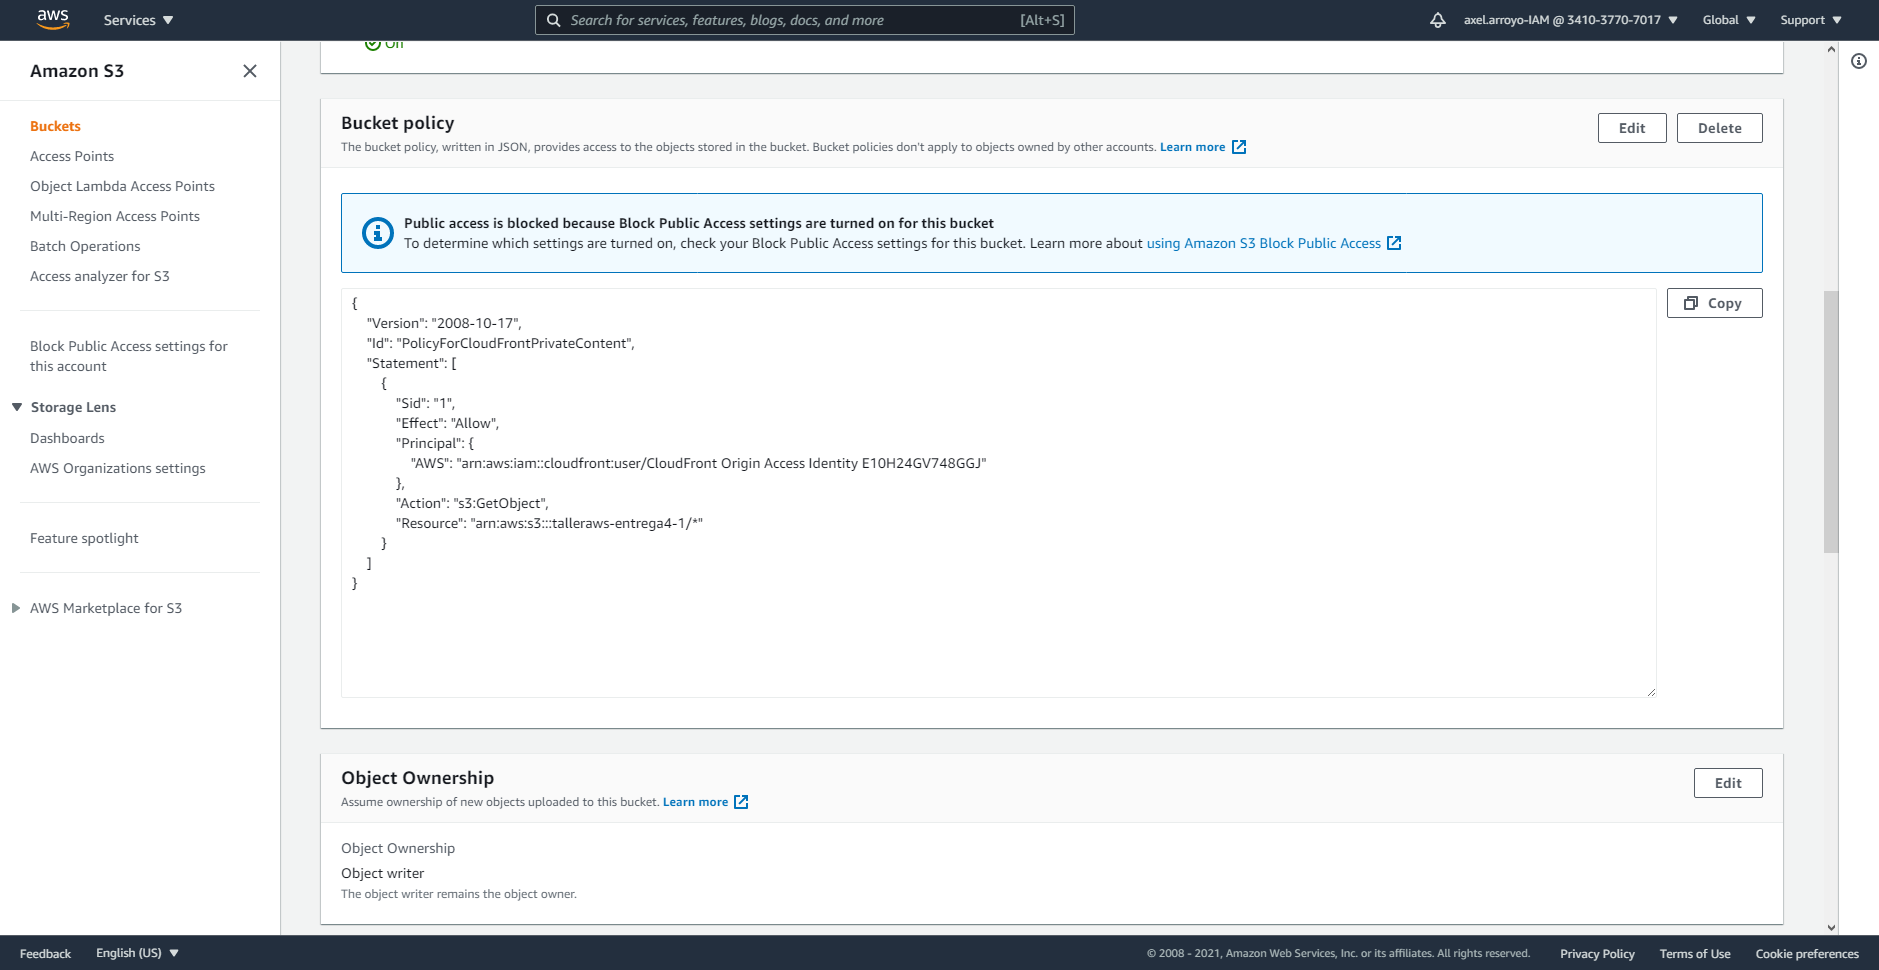 aws
Services
Search for services, features, blogs, docs, and more
[Alt+S]
axel.arroyo-IAM @ 3410-3770-7017
Global
Support
Amazon S3
Buckets
Access Points
Object Lambda Access Points
Multi-Region Access Points
Batch Operations
Access analyzer for S3
Block Public Access settings for
this account
Storage Lens
Dashboards
AWS Organizations settings
Feature spotlight
AWS Marketplace for S3
On
Bucket policy
The bucket policy, written in JSON, provides access to the objects stored in the bucket. Bucket policies don't apply to objects owned by other accounts. Learn more
Edit
Delete
Public access is blocked because Block Public Access settings are turned on for this bucket
To determine which settings are turned on, check your Block Public Access settings for this bucket. Learn more about using Amazon S3 Block Public Access
Copy
{
"Version": "2008-10-17",
"Id": "PolicyForCloudFrontPrivateContent",
"Statement": [
{
"Sid": "1",
"Effect": "Allow",
"Principal": {
"AWS": "arn:aws:iam::cloudfront:user/CloudFront Origin Access Identity E10H24GV748GGJ"
},
"Action": "s3:GetObject",
"Resource": "arn:aws:s3:::talleraws-entrega4-1/*"
}
]
}
Object Ownership
Assume ownership of new objects uploaded to this bucket. Learn more
Edit
Object Ownership
Object writer
The object writer remains the object owner.
Feedback
English (US)
© 2008 - 2021, Amazon Web Services, Inc. or its affiliates. All rights reserved.
Privacy Policy
Terms of Use
Cookie preferences